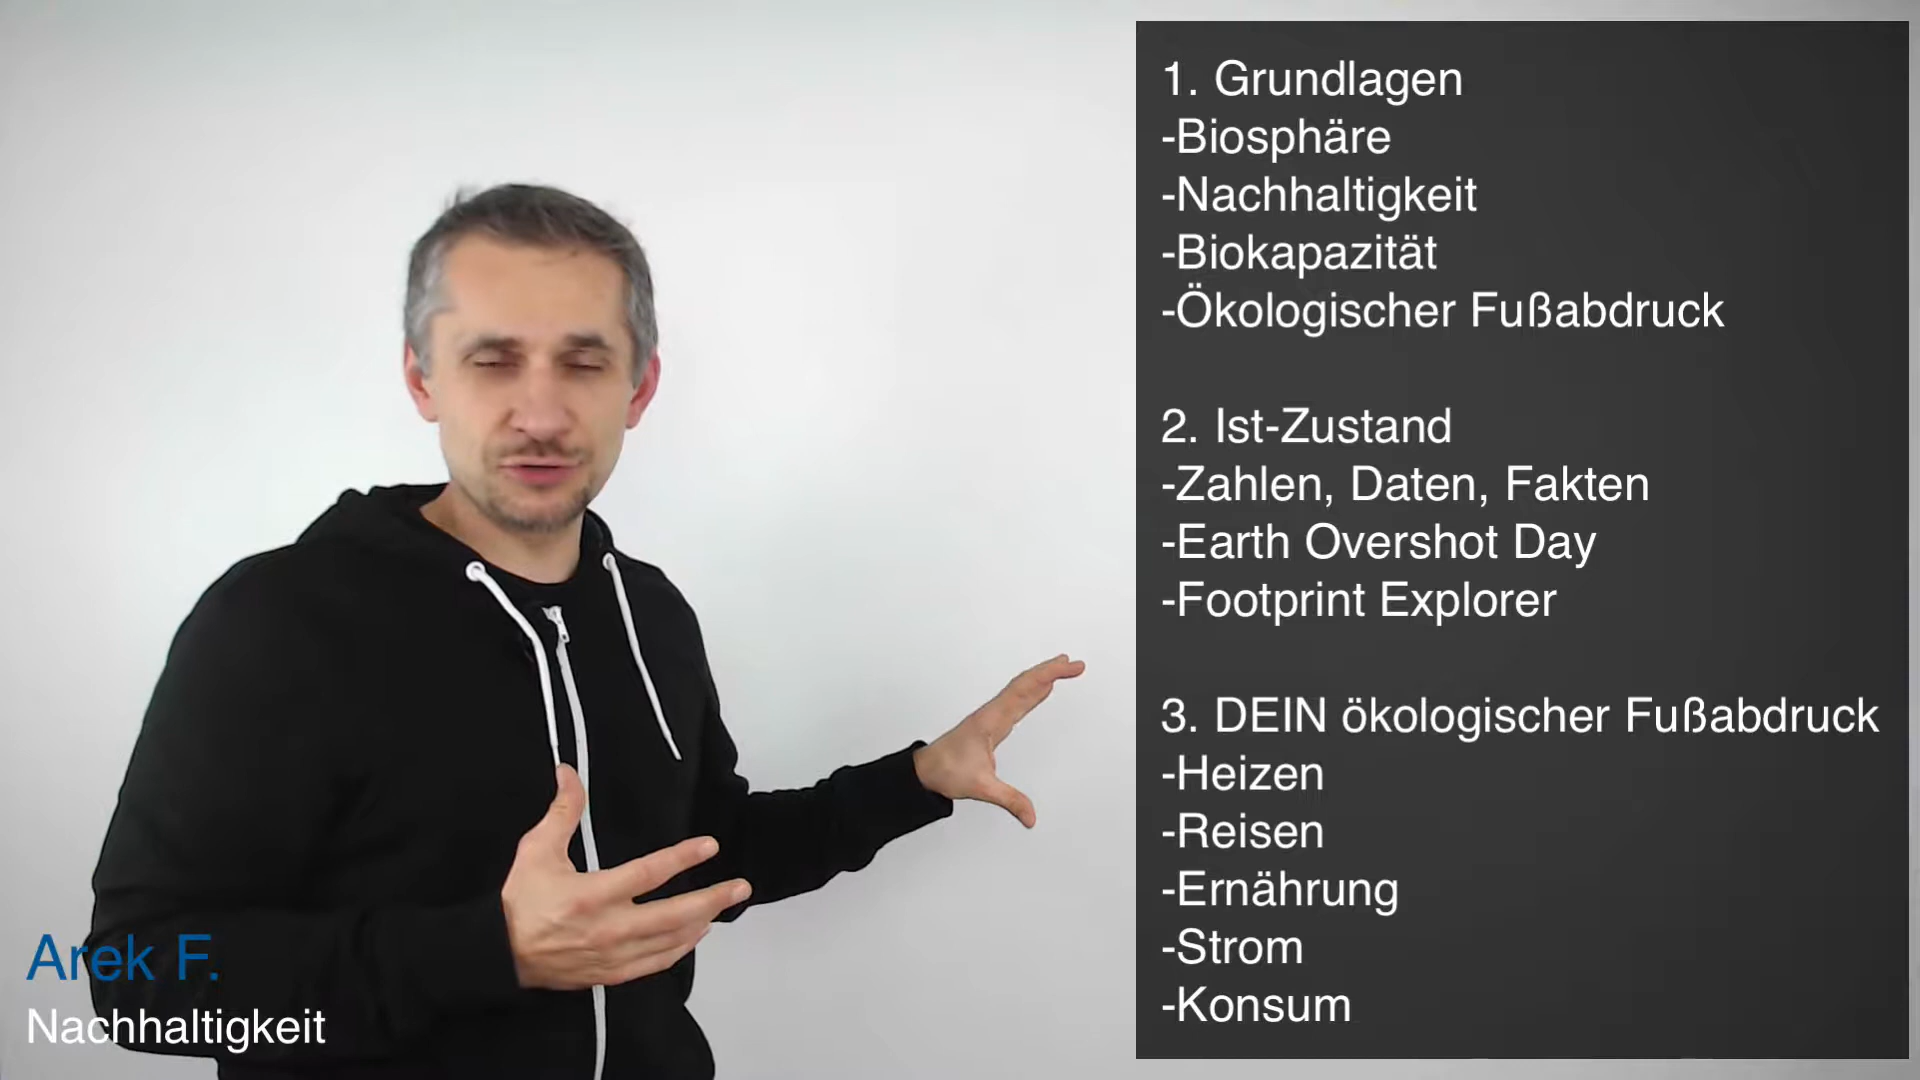 1. Grundlagen
-Biosphäre
-Nachhaltigkeit
-Biokapazität
-Ökologischer Fußabdruck
2. Ist-Zustand
-Zahlen, Daten, Fakten
-Earth Overshot Day
-Footprint Explorer
3. DEIN ökologischer Fußabdruck
-Heizen
-Reisen
-Ernährung
-Strom
-Konsum
Arek F.
Nachhaltigkeit